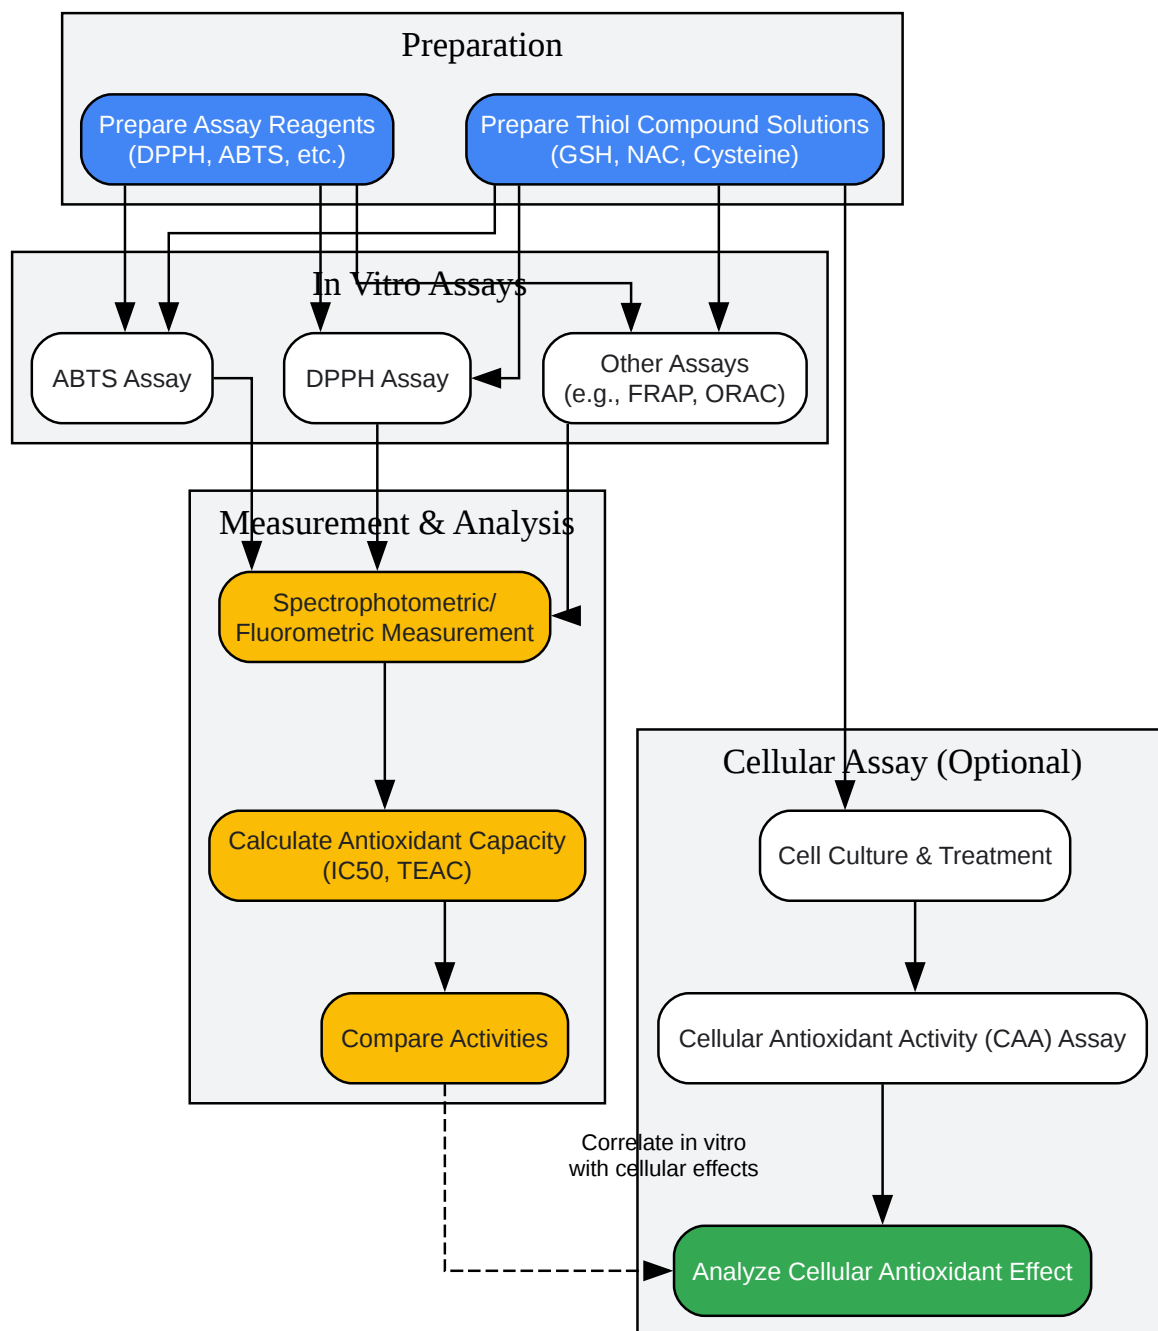 Preparation
Prepare Assay Reagents
(DPPH, ABTS, etc.)
Prepare Thiol Compound Solutions
(GSH, NAC, Cysteine)
In Vitro Assays
ABTS Assay
DPPH Assay
Other Assays
(e.g., FRAP, ORAC)
Measurement & Analysis
Spectrophotometric/
Fluorometric Measurement
Calculate Antioxidant Capacity
(IC50, TEAC)
Compare Activities
Cellular Assay (Optional)
Cell Culture & Treatment
Cellular Antioxidant Activity (CAA) Assay
Correlate in vitro
with cellular effects
Analyze Cellular Antioxidant Effect